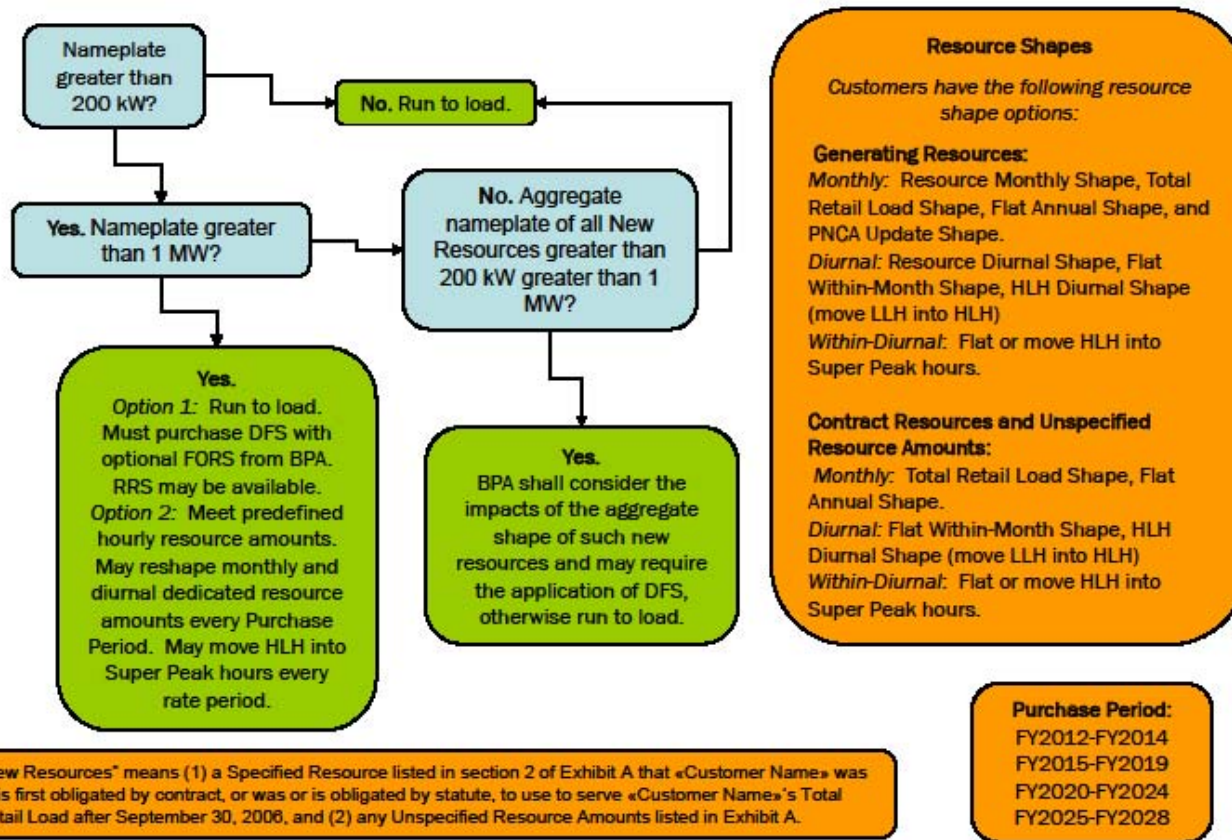 Nameplate
greater than
200 kW?
No. Run to load.
Yes. Nameplate greater
than 1 MW?
No. Aggregate
nameplate of all New
Resources greater than
200 kW greater than 1
MW?
Yes.
Option 1: Run to load.
Must purchase DFS with
optional FORS from BPA.
RRS may be available.
Option 2: Meet predefined
hourly resource amounts.
May reshape monthly and
diurnal dedicated resource
amounts every Purchase
Period. May move HLH into
Super Peak hours every
rate period.
Yes.
BPA shall consider the
impacts of the aggregate
shape of such new
resources and may require
the application of DFS,
otherwise run to load.
Resource Shapes
Customers have the following resource
shape options:
Generating Resources:
Monthly: Resource Monthly Shape, Total
Retail Load Shape, Flat Annual Shape, and
PNCA Update Shape.
Diurnal: Resource Diurnal Shape, Flat
Within-Month Shape, HLH Diurnal Shape
(move LLH into HLH)
Within-Diurnal: Flat or move HLH into
Super Peak hours.
Contract Resources and Unspecified
Resource Amounts:
Monthly: Total Retail Load Shape, Flat
Annual Shape.
Diurnal: Flat Within-Month Shape, HLH
Diurnal Shape (move LLH into HLH)
Within-Diurnal: Flat or move HLH into
Super Peak hours.
Resources" means (1) a Specified Resource listed in section 2 of Exhibit A that «Customer Name» was
is first obligated by contract, or was or is obligated by statute, to use to serve «Customer Name»'s Total
Load after September 30, 2006, and (2) any Unspecified Resource Amounts listed in Exhibit A.
Purchase Period:
FY2012-FY2014
FY2015-FY2019
FY2020-FY2024
FY2025-FY2028